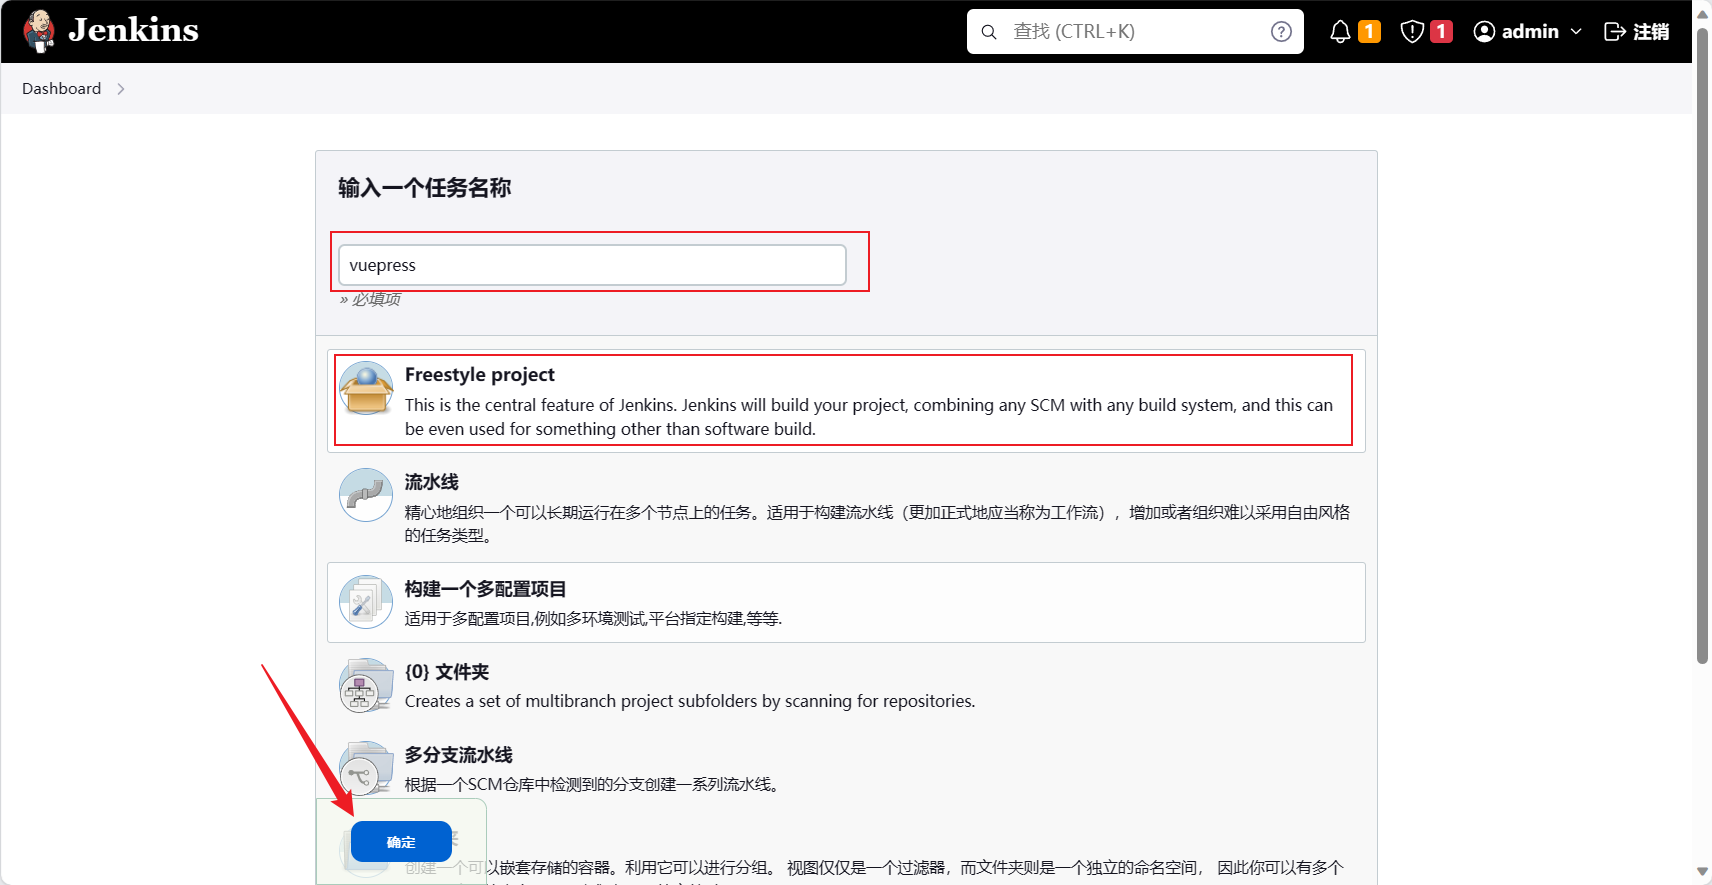 Jenkins
查找 (CTRL+K)
1
1
admin
注销
Dashboard
输入一个任务名称
vuepress
» 必填项
Freestyle project
This is the central feature of Jenkins. Jenkins will build your project, combining any SCM with any build system, and this can
be even used for something other than software build.
流水线
精心地组织一个可以长期运行在多个节点上的任务。适用于构建流水线（更加正式地应当称为工作流），增加或者组织难以采用自由风格
的任务类型。
构建一个多配置项目
适用于多配置项目,例如多环境测试,平台指定构建,等等.
{0} 文件夹
Creates a set of multibranch project subfolders by scanning for repositories.
多分支流水线
根据一个SCM仓库中检测到的分支创建一系列流水线。
确定
创建一个可以嵌套存储的容器。利用它可以进行分组。 视图仅仅是一个过滤器，而文件夹则是一个独立的命名空间， 因此你可以有多个